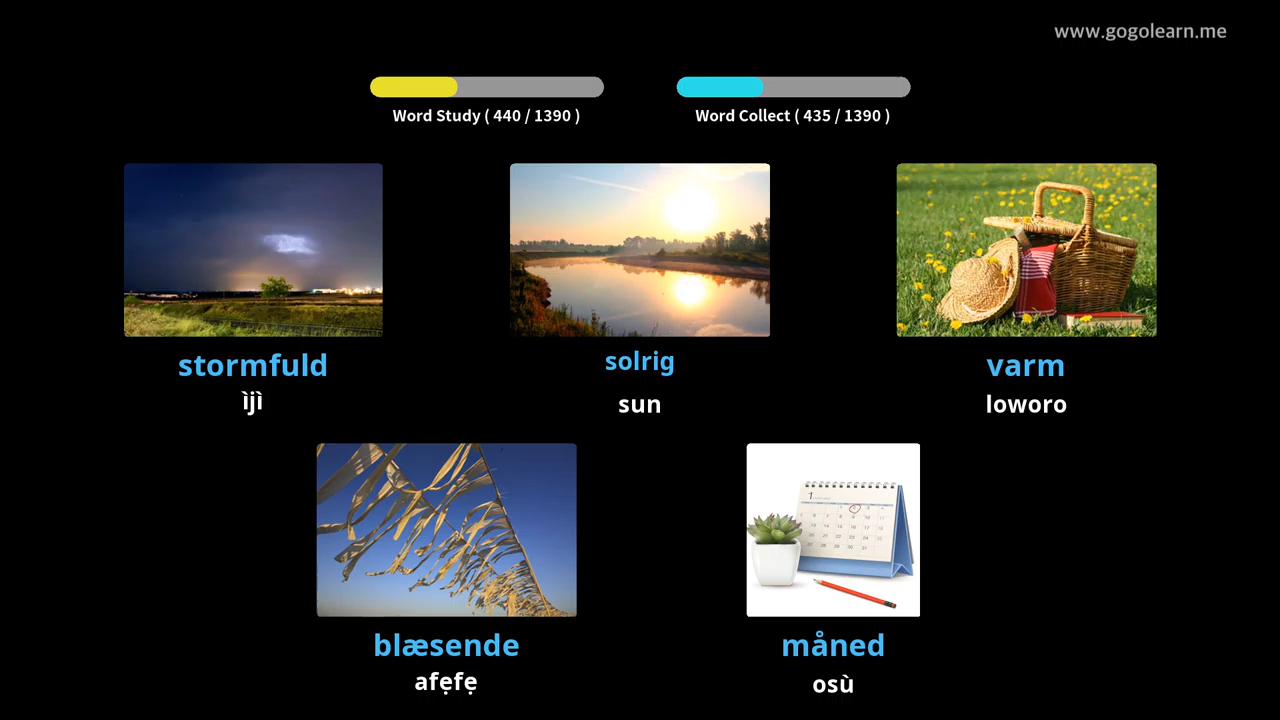 www.gogolearn.me
Word Study ( 440 / 1390 )
Word Collect ( 435 / 1390 )
stormfuld
ìjì
solrig
sun
varm
loworo
blæsende
afẹfẹ
måned
osù